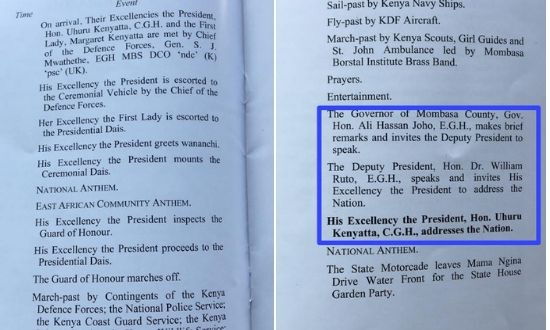 Time
Event
On arrival, Their Excellencies the President,
Hon. Uhuru Kenyatta, C.G.H. and the First
Lady, Margaret Kenyatta are met by Chief
of the Defence Forces, Gen. S. J.
Mwathethe, EGH MBS DCO ‘ndc’ (K)
‘psc’ (UK).
His Excellency the President is escorted to
the Ceremonial Vehicle by the Chief of the
Defence Forces.
Her Excellency the First Lady is escorted to
the Presidential Dais.
His Excellency the President greets wananchi.
His Excellency the President mounts the
Ceremonial Dais.
NATIONAL ANTHEM.
EAST AFRICAN COMMUNITY ANTHEM.
His Excellency the President inspects the
Guard of Honour.
His Excellency the President proceeds to the
Presidential Dais.
The Guard of Honour marches off.
March-past by Contingents of the Kenya
Defence Forces; the National Police Service;
the Kenya Coast Guard Service; the Kenya
Sail-past by Kenya Navy Ships.
Fly-past by KDF Aircraft.
March-past by Kenya Scouts, Girl Guides and
St. John Ambulance led by Mombasa
Borstal Institute Brass Band.
Prayers.
Entertainment.
The Governor of Mombasa County, Gov.
Hon. Ali Hassan Joho, E.G.H., makes brief
remarks and invites the Deputy President to
speak.
The Deputy President, Hon. Dr. William
Ruto, E.G.H., speaks and invites His
Excellency the President to address the
Nation.
His Excellency the President, Hon. Uhuru
Kenyatta, C.G.H., addresses the Nation.
NATIONAL ANTHEM.
The State Motorcade leaves Mama Ngina
Drive Water Front for the State House
Garden Party.